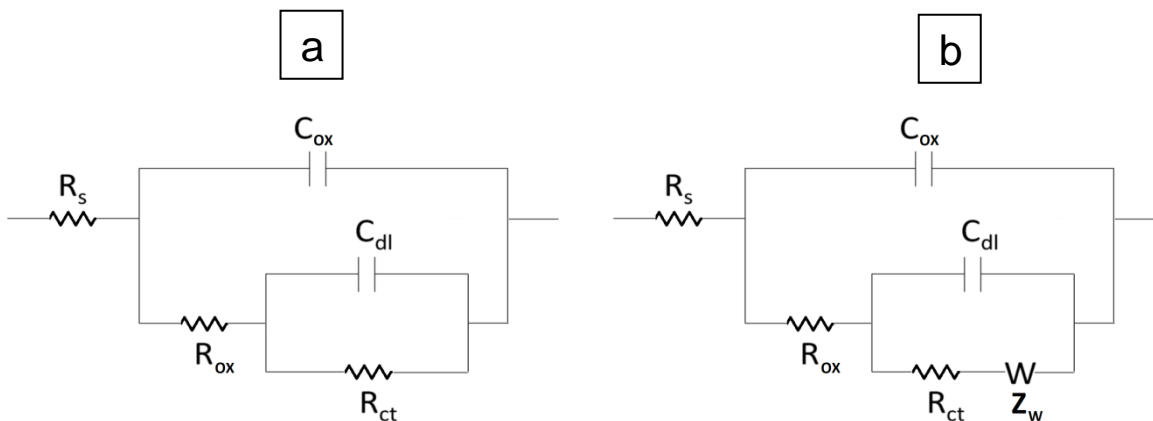 a
C_ox
R_s
C_dl
R_ox
R_ct
b
C_ox
R_s
C_dl
R_ox
R_ct
W
Z_w